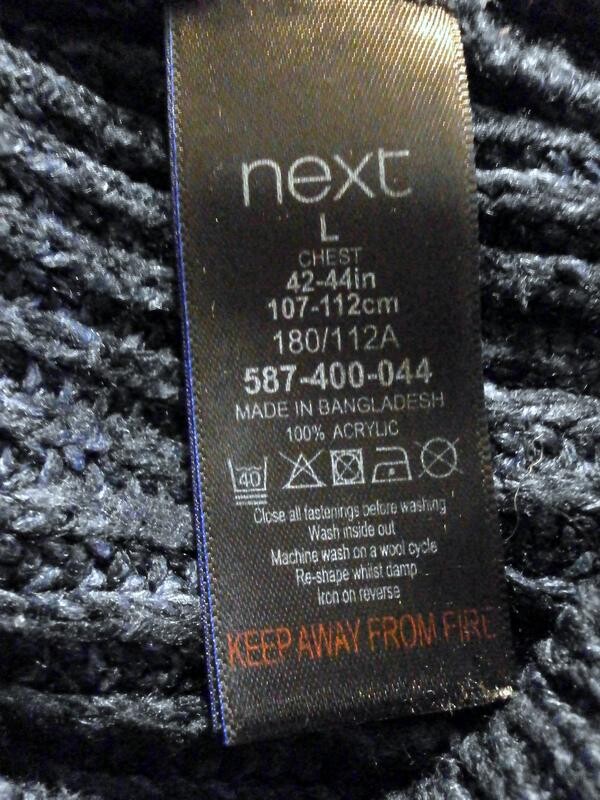 next
L
CHEST
42-44in
107-112cm
180/112A
587-400-044
MADE IN BANGLADESH
100% ACRYLIC
40
Close all fastenings before washing
Wash inside out
Machine wash on a wool cycle
Re-shape whilst damp
Iron on reverse
KEEP AWAY FROM FIRE